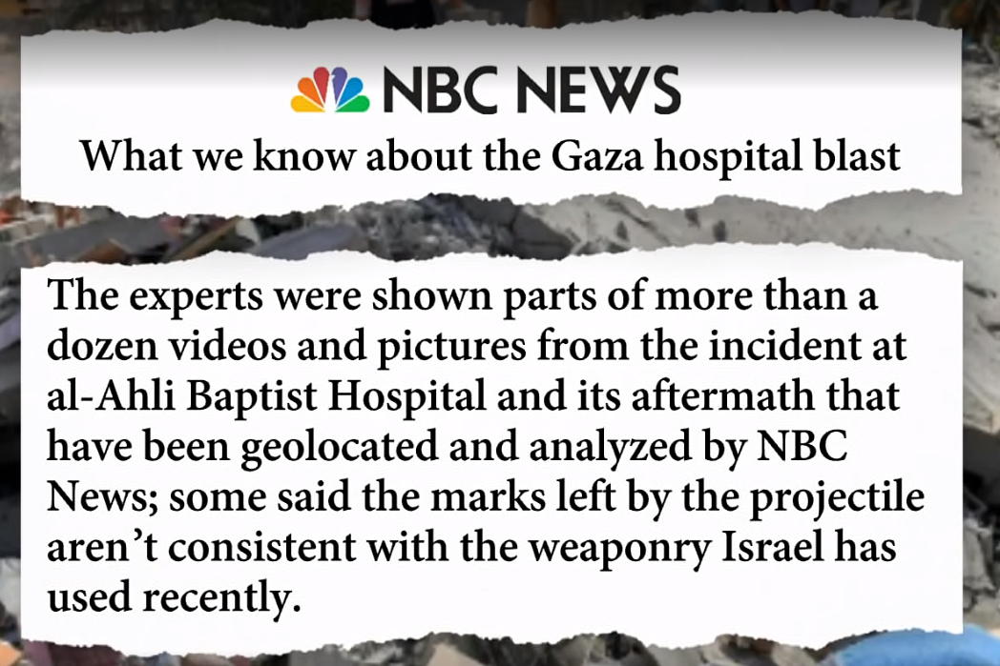 NBC NEWS
What we know about the Gaza hospital blast
The experts were shown parts of more than a
dozen videos and pictures from the incident at
al-Ahli Baptist Hospital and its aftermath that
have been geolocated and analyzed by NBC
News; some said the marks left by the projectile
aren’t consistent with the weaponry Israel has
used recently.